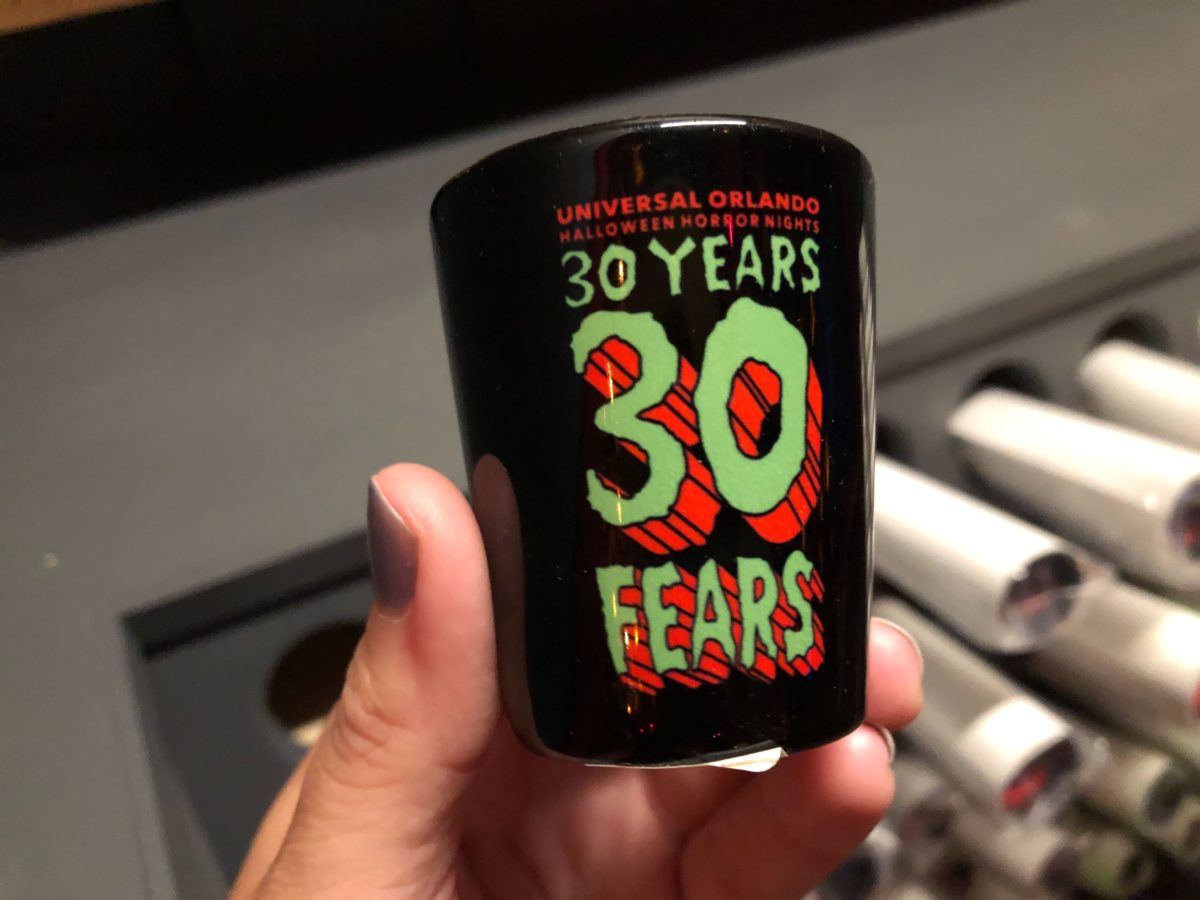 UNIVERSAL ORLANDO
HALLOWEEN HORROR NIGHTS
30 YEARS
30
FEARS